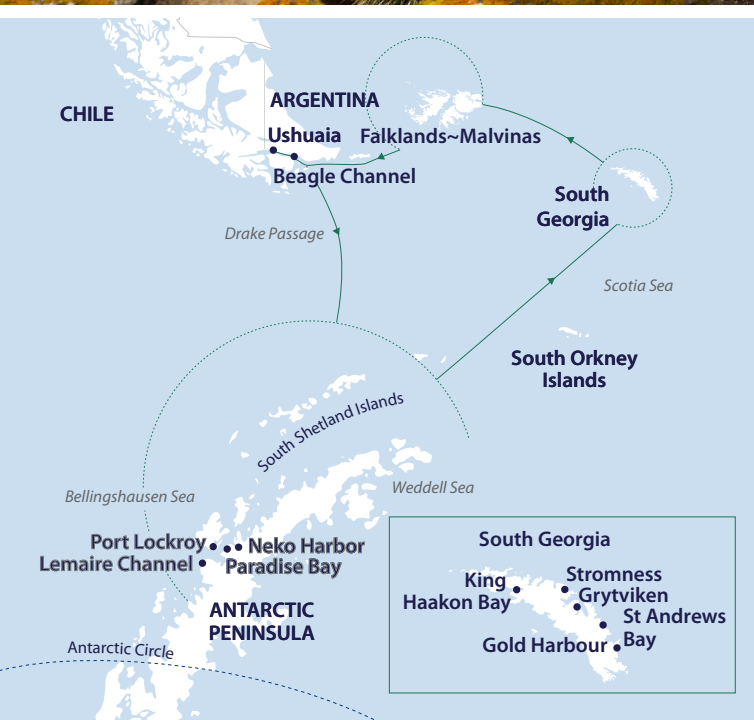 ARGENTINA
CHILE
Ushuaia
Falklands~Malvinas
Beagle Channel
South
Georgia
Drake Passage
Scotia Sea
South Orkney
Islands
South Shetland Islands
Weddell Sea
Bellingshausen Sea
Port Lockroy
Neko Harbor
Lemaire Channel
Paradise Bay
ANTARCTIC
PENINSULA
Antarctic Circle
South Georgia
King
Haakon Bay
Stromness
Grytviken
St Andrews
Bay
Gold Harbour